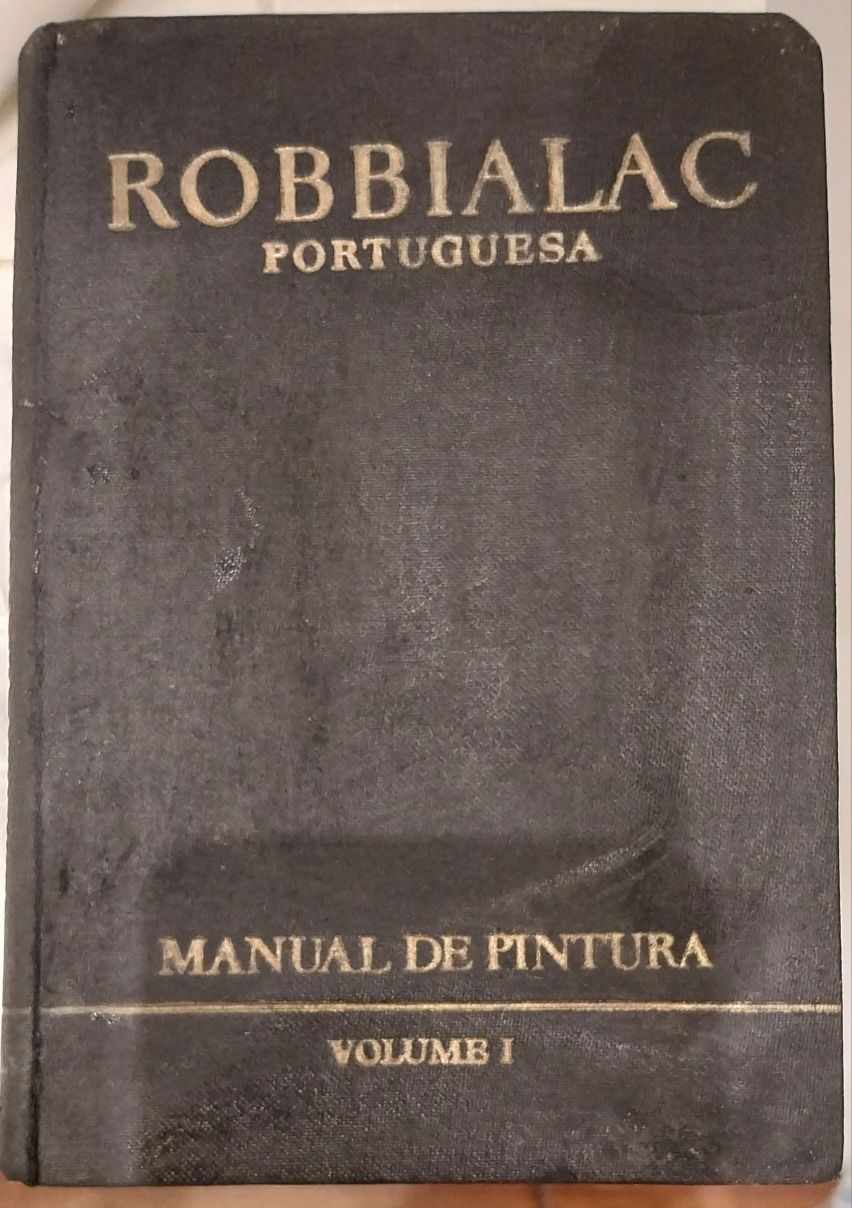 ROBBIALAC
PORTUGUESA
MANUAL DE PINTURA
VOLUME I